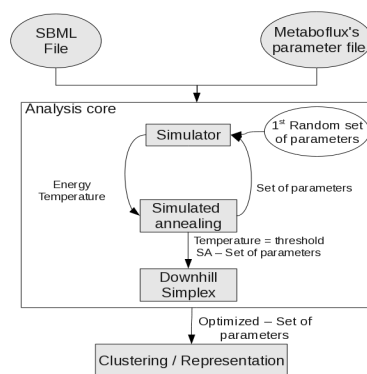 SBML
File
Metaboflux's
parameter file
Analysis core
Simulator
1st Random set
of parameters
Energy
Temperature
Set of parameters
Simulated
annealing
Temperature = threshold
SA – Set of parameters
Downhill
Simplex
Optimized – Set of
parameters
Clustering / Representation